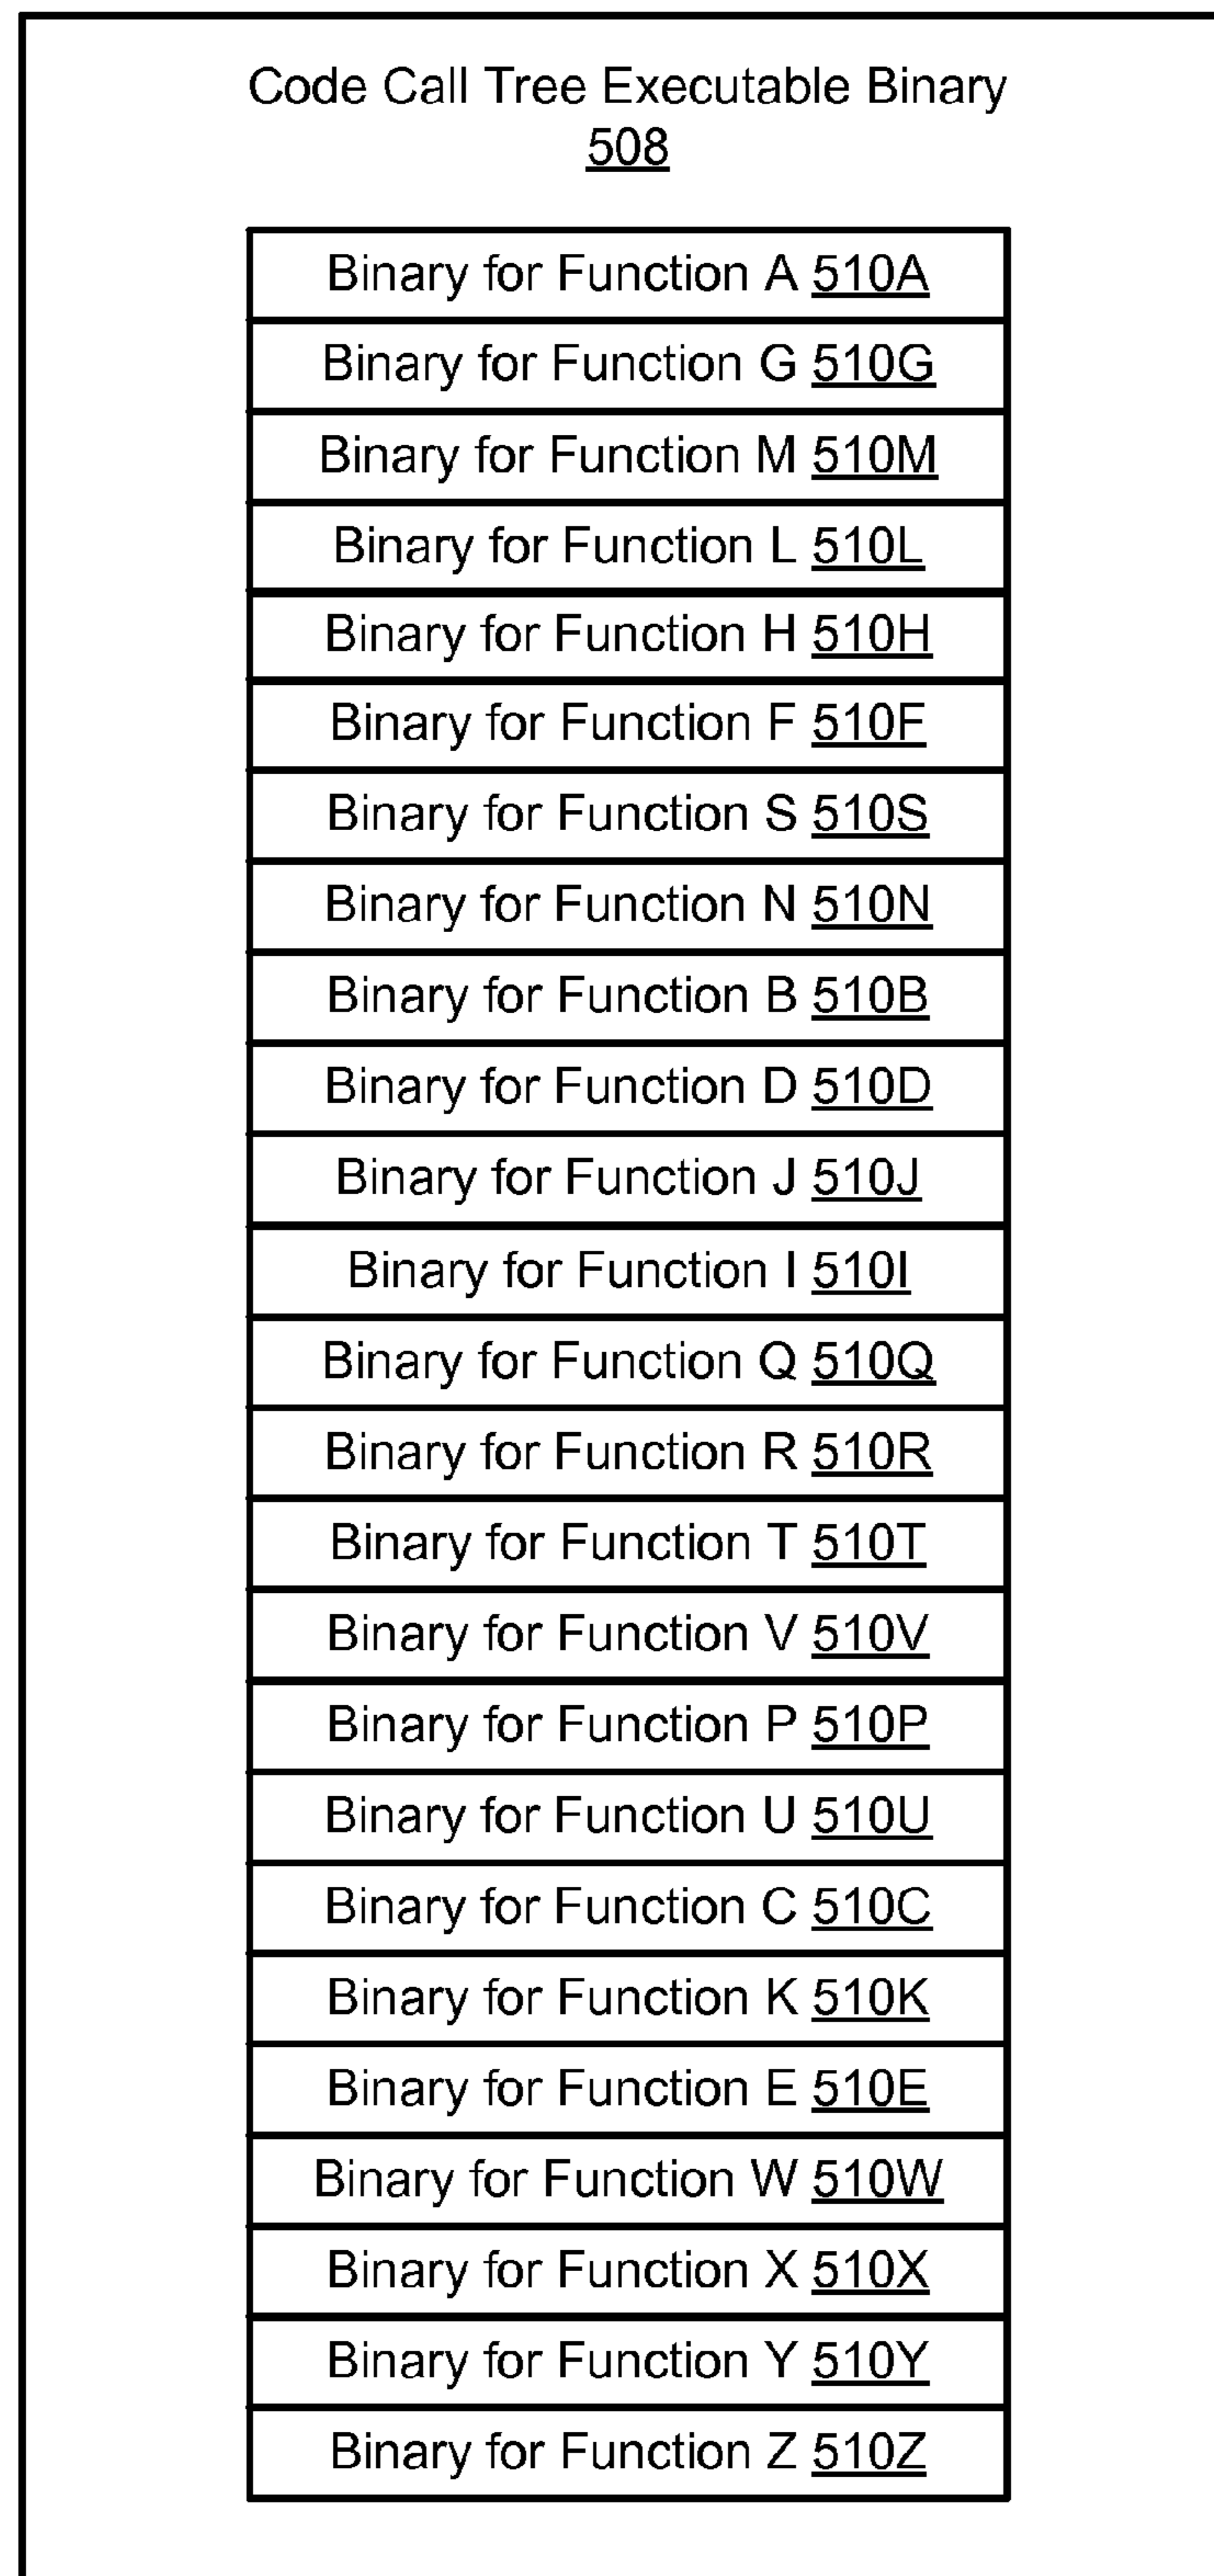 Code Call Tree Executable Binary
508
Binary for Function A 510A
Binary for Function G 510G
Binary for Function M 510M
Binary for Function L 510L
Binary for Function H 510H
Binary for Function F 510F
Binary for Function S 510S
Binary for Function N 510N
Binary for Function B 510B
Binary for Function D 510D
Binary for Function J 510J
Binary for Function I 510I
Binary for Function Q 510Q
Binary for Function R 510R
Binary for Function T 510T
Binary for Function V 510V
Binary for Function P 510P
Binary for Function U 510U
Binary for Function C 510C
Binary for Function K 510K
Binary for Function E 510E
Binary for Function W 510W
Binary for Function X 510X
Binary for Function Y 510Y
Binary for Function Z 510Z